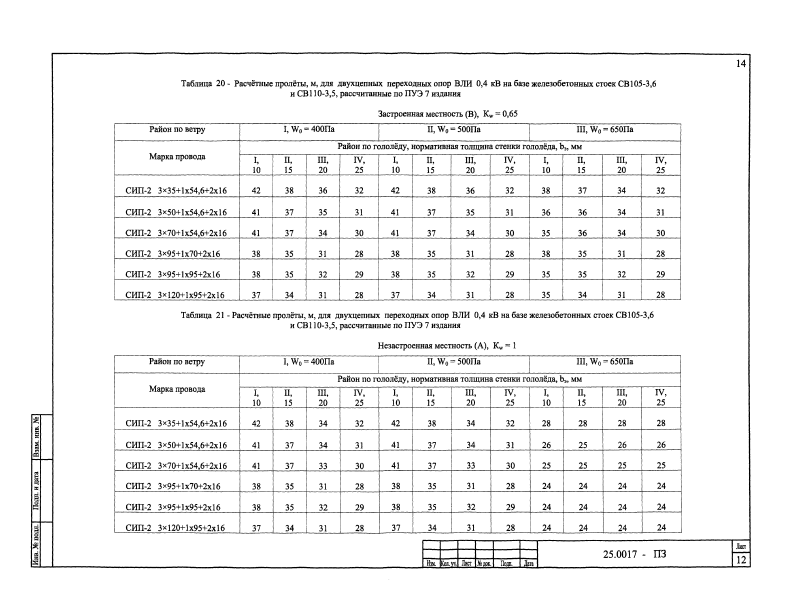 14
Таблица 20 - Расчётные пролёты, м, для двухцепных переходных опор ВЛИ 0,4 кВ на базе железобетонных стоек СВ105-3,6
и СВ110-3,5, рассчитанные по ПУЭ 7 издания
Застроенная местность (В), Kw = 0,65
Район по ветру I, W0 = 400Па II, W0 = 500Па III, W0 = 650Па
Марка провода Район по гололёду, нормативная толщина стенки гололёда, bэ, мм
I, II, III, IV, I, II, III, IV, I, II, III, IV,
10 15 20 25 10 15 20 25 10 15 20 25
СИП-2 3×35+1х54,6+2х16 42 38 36 32 42 38 36 32 38 37 34 32
СИП-2 3×50+1х54,6+2х16 41 37 35 31 41 37 35 31 36 36 34 31
СИП-2 3×70+1х54,6+2х16 41 37 34 30 41 37 34 30 35 36 34 30
СИП-2 3×95+1х70+2х16 38 35 31 28 38 35 31 28 38 35 31 28
СИП-2 3×95+1х95+2х16 38 35 32 29 38 35 32 29 35 35 32 29
СИП-2 3×120+1х95+2х16 37 34 31 28 37 34 31 28 35 34 31 28
Таблица 21 - Расчётные пролёты, м, для двухцепных переходных опор ВЛИ 0,4 кВ на базе железобетонных стоек СВ105-3,6
и СВ110-3,5, рассчитанные по ПУЭ 7 издания
Незастроенная местность (А), Kw = 1
Район по ветру I, W0 = 400Па II, W0 = 500Па III, W0 = 650Па
Марка провода Район по гололёду, нормативная толщина стенки гололёда, bэ, мм
I, II, III, IV, I, II, III, IV, I, II, III, IV,
10 15 20 25 10 15 20 25 10 15 20 25
СИП-2 3×35+1х54,6+2х16 42 38 34 32 42 38 34 32 28 28 28 28
СИП-2 3×50+1х54,6+2х16 41 37 34 31 41 37 34 31 26 25 26 26
СИП-2 3×70+1х54,6+2х16 41 37 33 30 41 37 33 30 25 25 25 25
СИП-2 3×95+1х70+2х16 38 35 31 28 38 35 31 28 24 24 24 24
СИП-2 3×95+1х95+2х16 38 35 32 29 38 35 32 29 24 24 24 24
СИП-2 3×120+1х95+2х16 37 34 31 28 37 34 31 28 24 24 24 24
Взам. инв. №
Подп. и дата
Инв. № подл.
Изм. Кол. уч. Лист № док. Подп. Дата
25.0017 - ПЗ
Лист
12